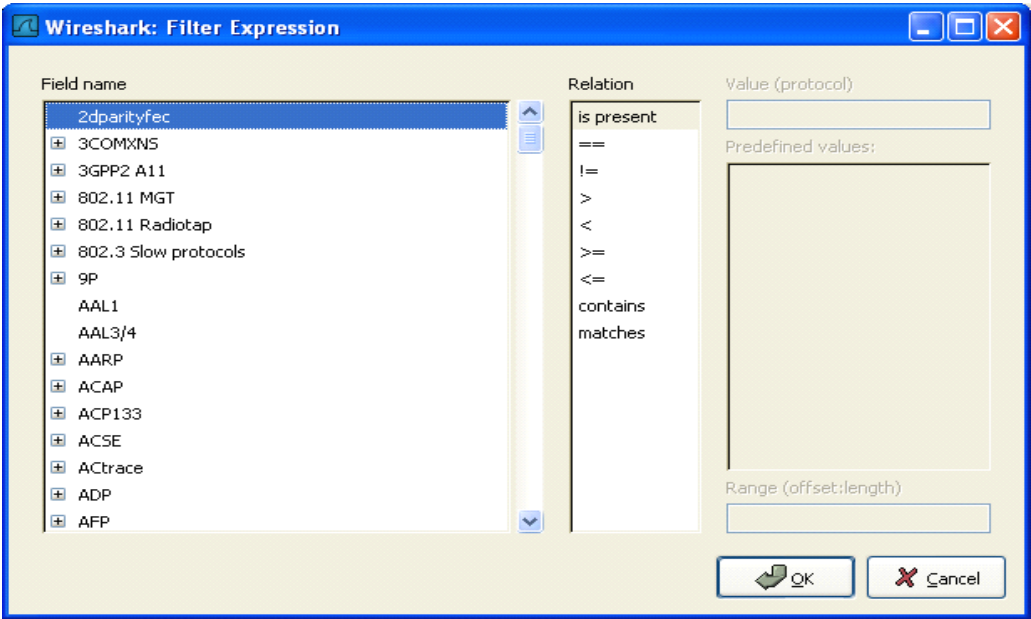 Wireshark: Filter Expression
Field name
2dparityfec
3COMXNS
3GPP2 A11
802.11 MGT
802.11 Radiotap
802.3 Slow protocols
9P
AAL1
AAL3/4
AARP
ACAP
ACP133
ACSE
ACtrace
ADP
AFP
Relation
is present
==
!=
>
<
>=
<=
contains
matches
Value (protocol)
Predefined values:
Range (offset:length)
OK
Cancel